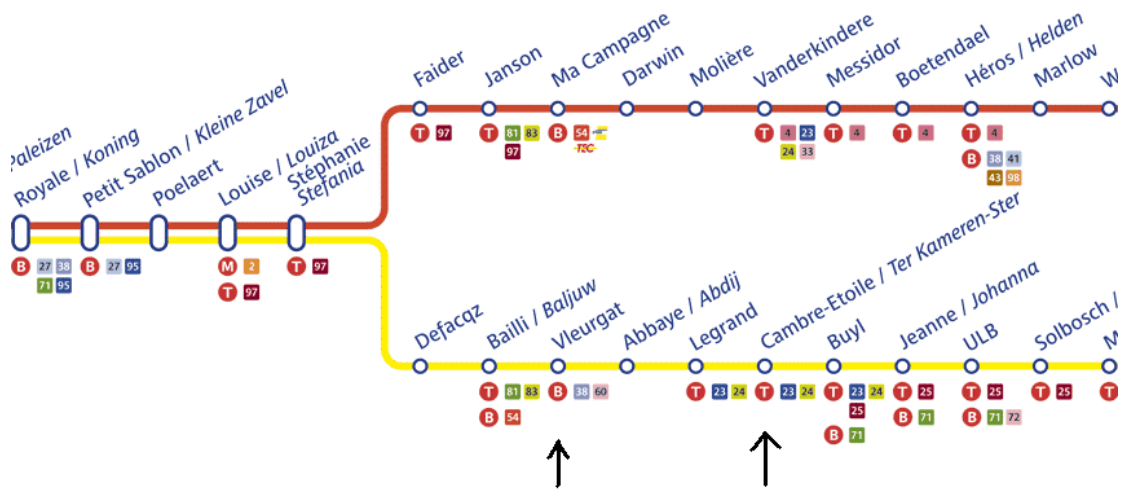 Faider
Janson
Ma Campagne
Darwin
Molière
Vanderkindere
Messidor
Boetendael
Héros / Helden
Marlow
W
T 97
T 81 83
97
B 54
TEC
T 4 23
24 33
T 4
T 4
T 4
B 38 41
43 98
Paleizen
Royale / Koning
Petit Sablon / Kleine Zavel
Poelaert
Louise / Louiza
Stéphanie
Stefania
B 27 38
71 95
B 27 95
M 2
T 97
T 97
Defacqz
Bailli / Baljuw
Vleurgat
Abbaye / Abdij
Legrand
Cambre-Etoile / Ter Kameren-Ster
Buyl
Jeanne / Johanna
ULB
Solbosch /
M
T 81 83
B 54
B 38 60
T 23 24
T 23 24
T 23 24
25
B 71
T 25
B 71
T 25
B 71 72
T 25
T